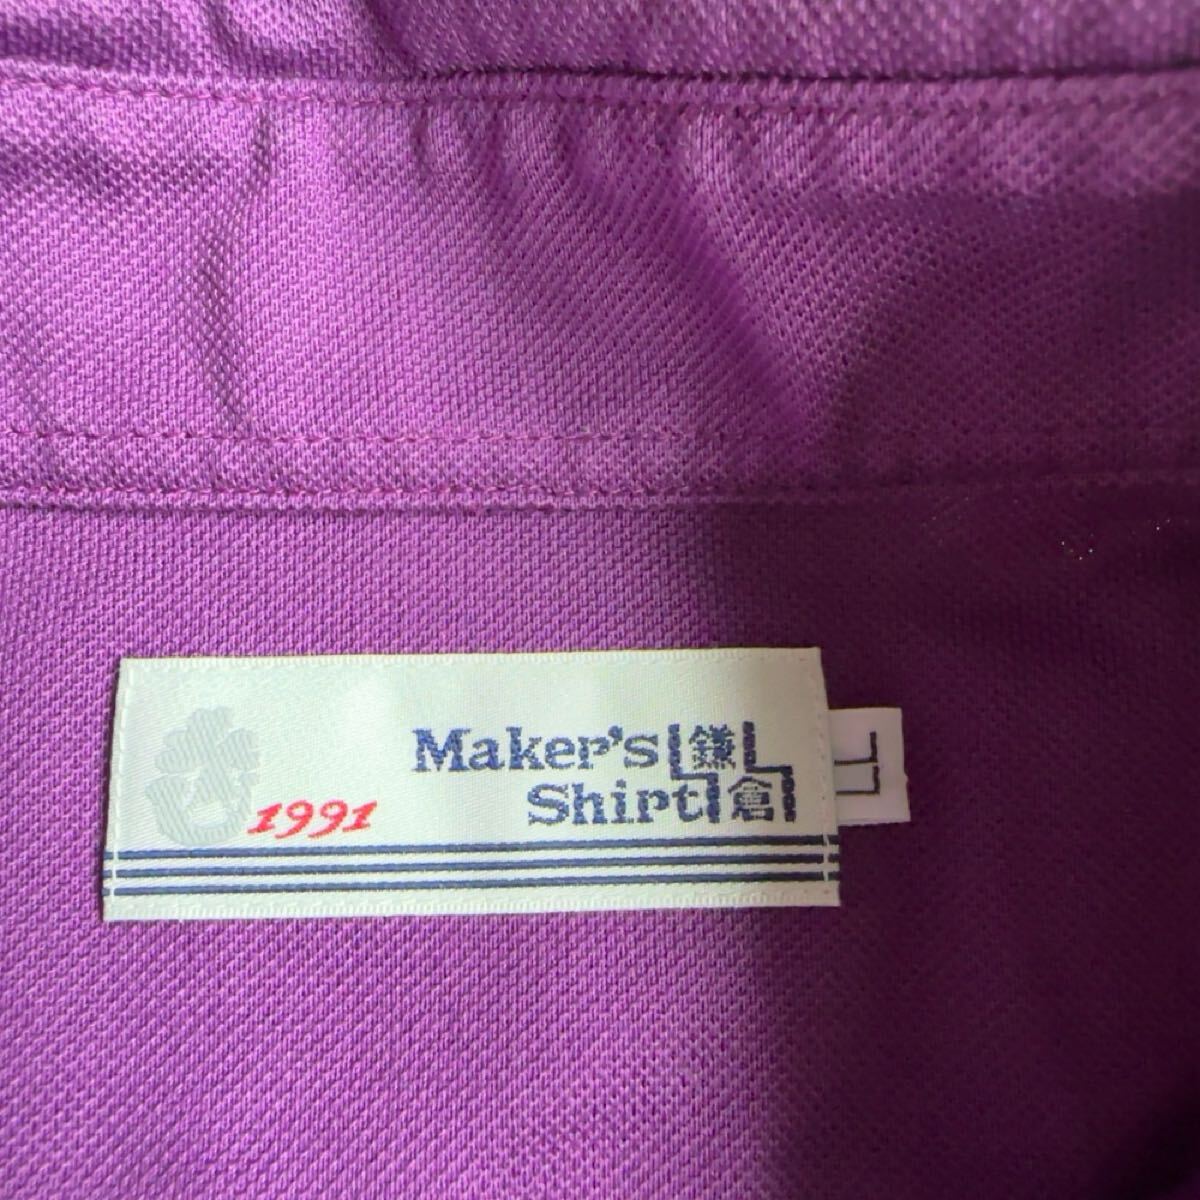 Maker's 鎌
Shirt 倉
1991
LL